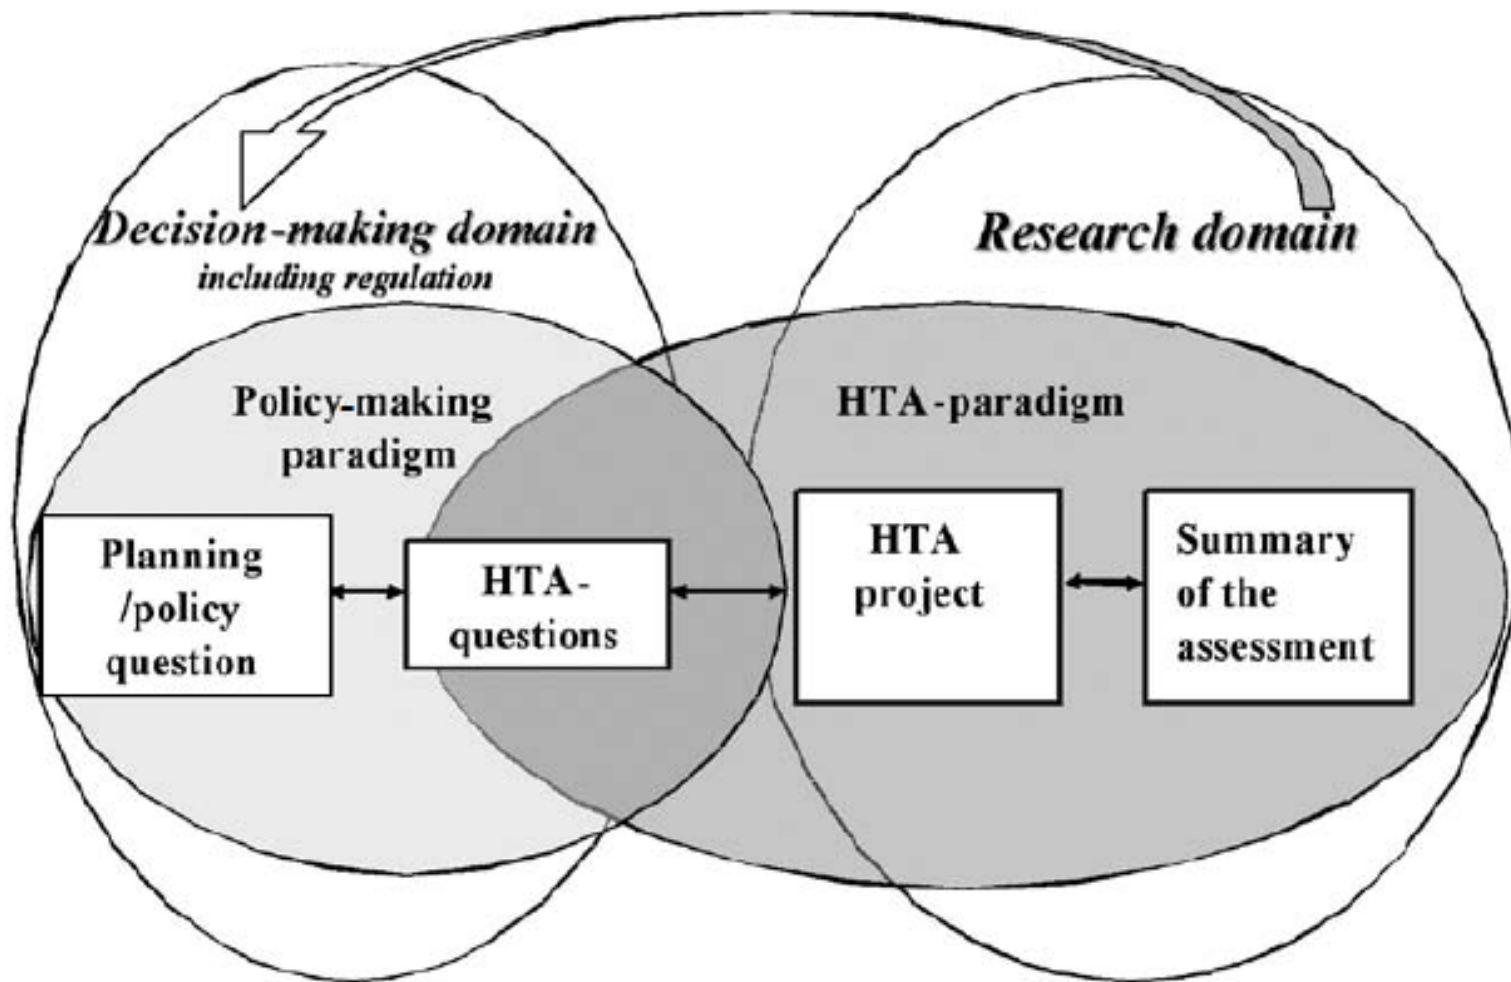 Decision-making domain
including regulation
Research domain
Policy-making
paradigm
HTA-paradigm
Planning
/policy
question
HTA-
questions
HTA
project
Summary
of the
assessment